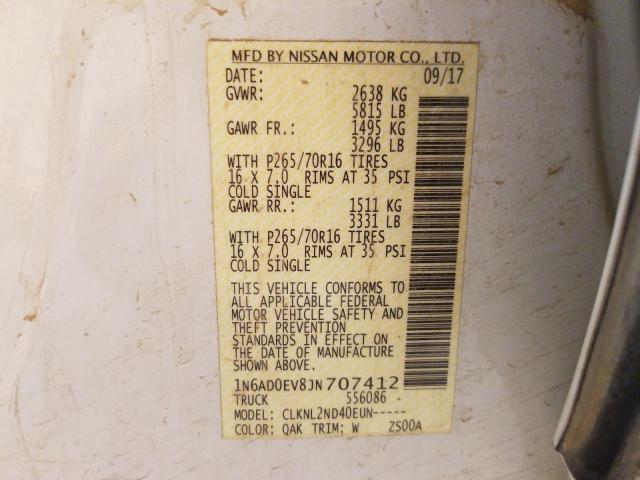 MFD BY NISSAN MOTOR CO., LTD.
DATE: 09/17
GVWR: 2638 KG
5815 LB
GAWR FR.: 1495 KG
3296 LB
WITH P265/70R16 TIRES
16 X 7.0 RIMS AT 35 PSI
COLD SINGLE
GAWR RR.: 1511 KG
3331 LB
WITH P265/70R16 TIRES
16 X 7.0 RIMS AT 35 PSI
COLD SINGLE
THIS VEHICLE CONFORMS TO
ALL APPLICABLE FEDERAL
MOTOR VEHICLE SAFETY AND
THEFT PREVENTION
STANDARDS IN EFFECT ON
THE DATE OF MANUFACTURE
SHOWN ABOVE.
1N6AD0EV8JN707412
TRUCK 556086
MODEL: CLKNL2ND40EUN-----
COLOR: QAK TRIM: W ZS00A